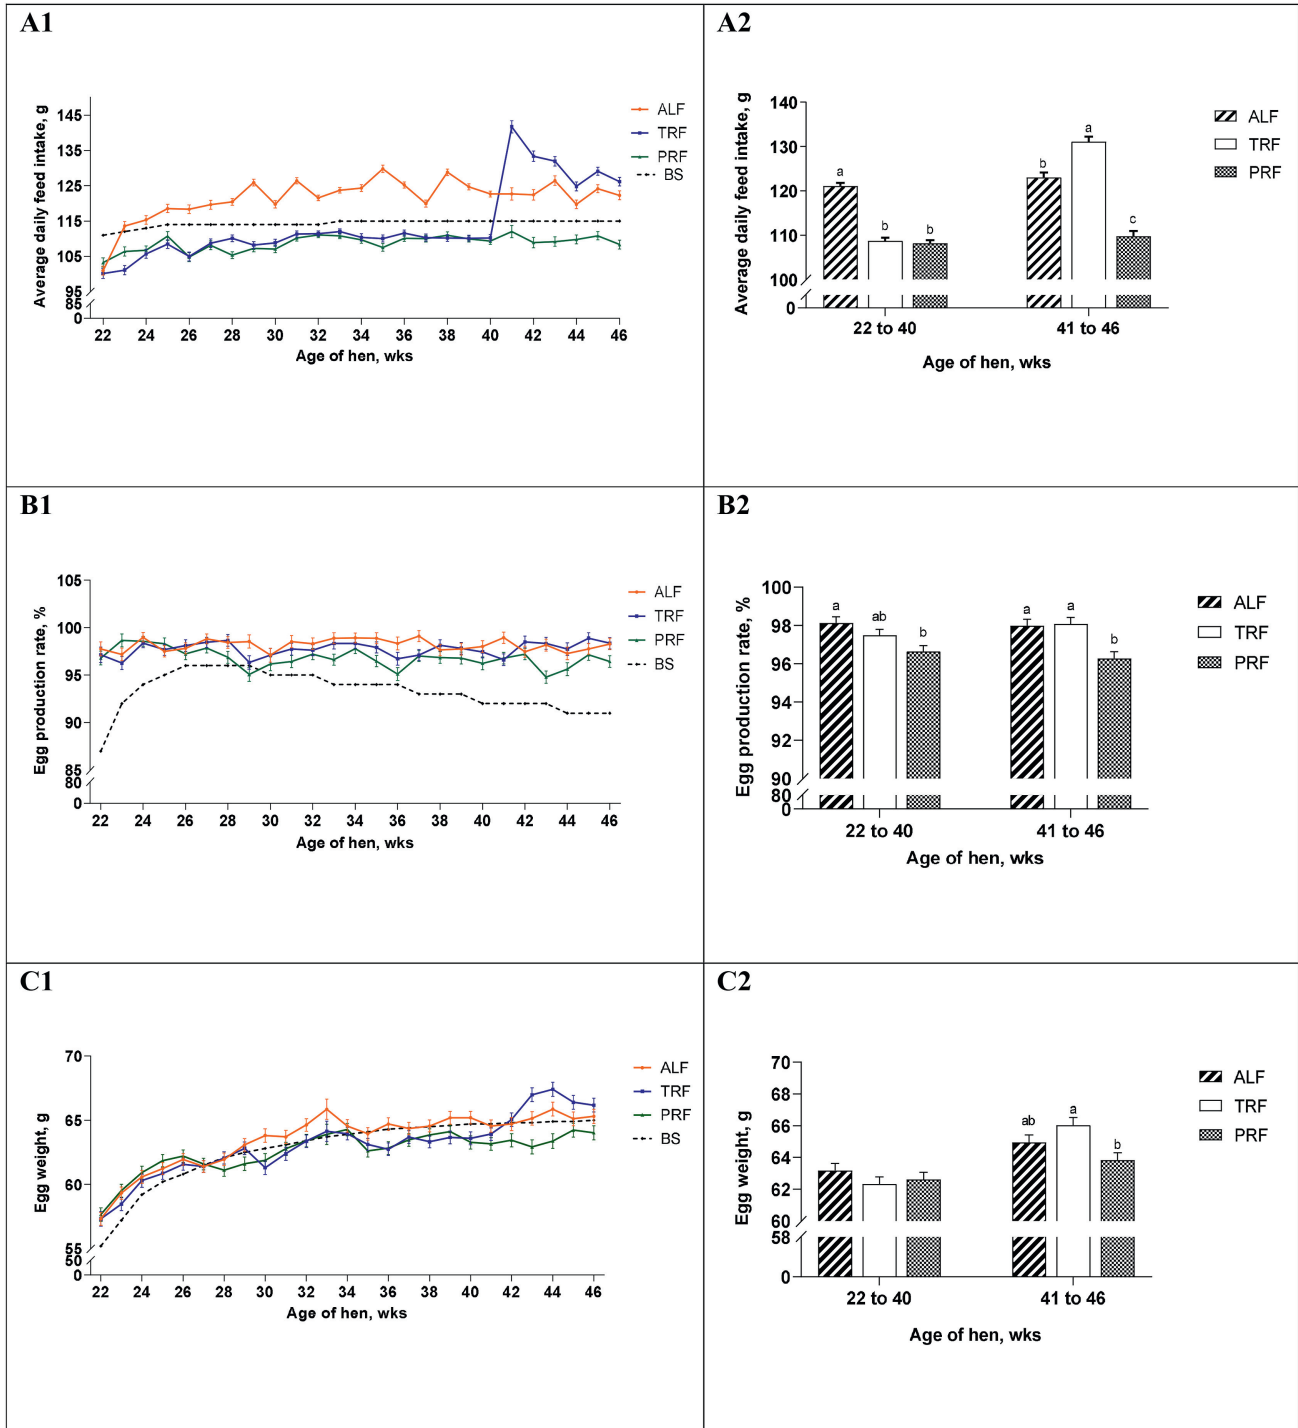 A1
Average daily feed intake, g
145
135
125
115
105
95
85
0
22 24 26 28 30 32 34 36 38 40 42 44 46
Age of hen, wks
ALF
TRF
PRF
BS
A2
Average daily feed intake, g
140
130
120
110
100
0
a
b
b
b
a
c
22 to 40
41 to 46
Age of hen, wks
ALF
TRF
PRF
B1
Egg production rate, %
105
100
95
90
85
80
0
22 24 26 28 30 32 34 36 38 40 42 44 46
Age of hen, wks
ALF
TRF
PRF
BS
B2
Egg production rate, %
100
98
96
94
92
90
80
0
a
ab
b
a
a
b
22 to 40
41 to 46
Age of hen, wks
ALF
TRF
PRF
C1
Egg weight, g
70
65
60
55
50
0
22 24 26 28 30 32 34 36 38 40 42 44 46
Age of hen, wks
ALF
TRF
PRF
BS
C2
Egg weight, g
70
68
66
64
62
60
58
0
ab
a
b
22 to 40
41 to 46
Age of hen, wks
ALF
TRF
PRF